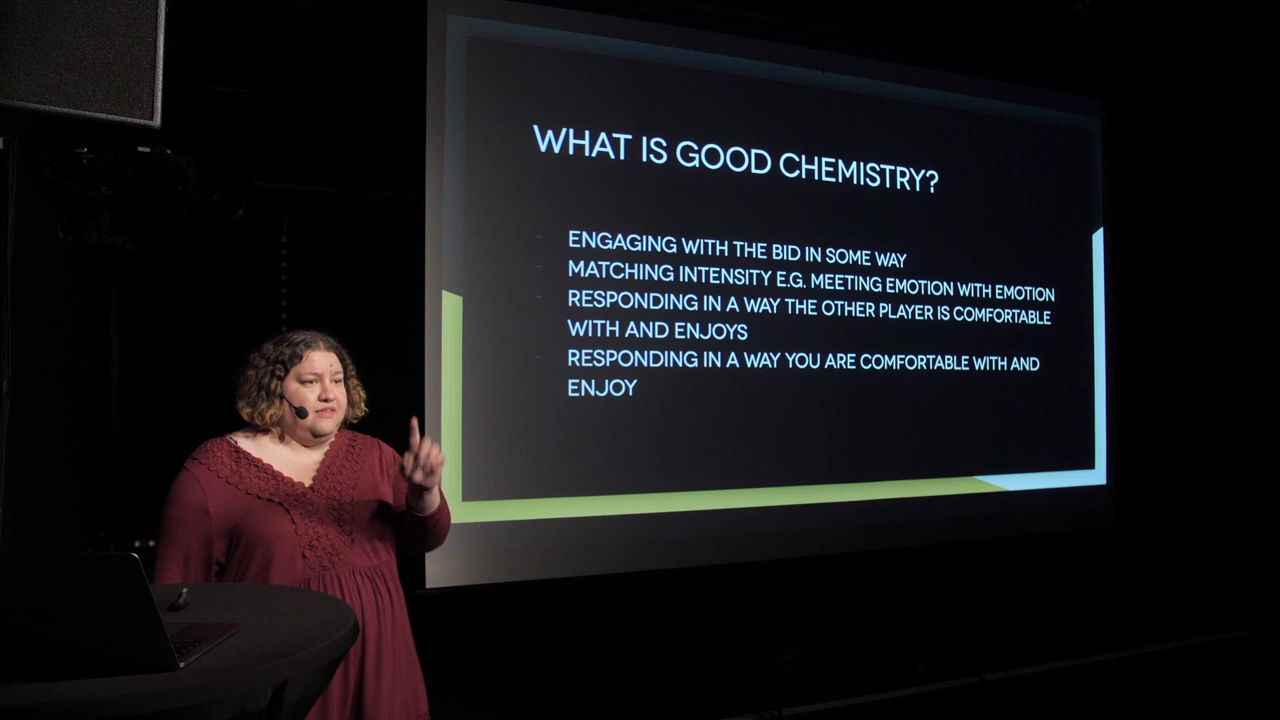 WHAT IS GOOD CHEMISTRY?
- ENGAGING WITH THE BID IN SOME WAY
- MATCHING INTENSITY E.G. MEETING EMOTION WITH EMOTION
- RESPONDING IN A WAY THE OTHER PLAYER IS COMFORTABLE
WITH AND ENJOYS
- RESPONDING IN A WAY YOU ARE COMFORTABLE WITH AND
ENJOY